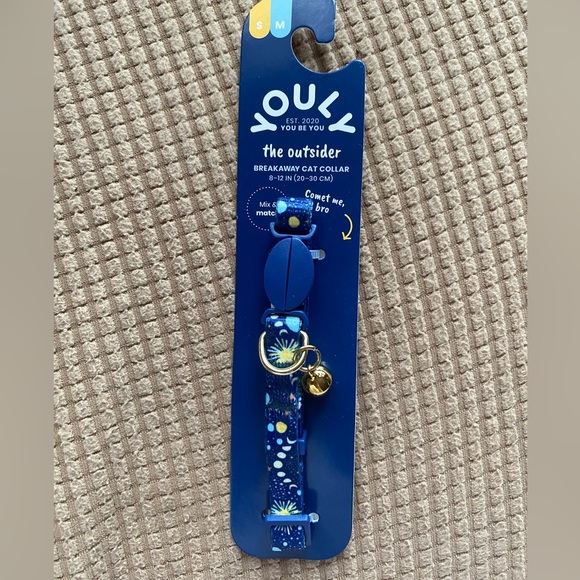 S M
YOULY
EST. 2020
YOU BE YOU
the outsider
BREAKAWAY CAT COLLAR
8-12 IN (20-30 CM)
Comet me,
bro
Mix &
match